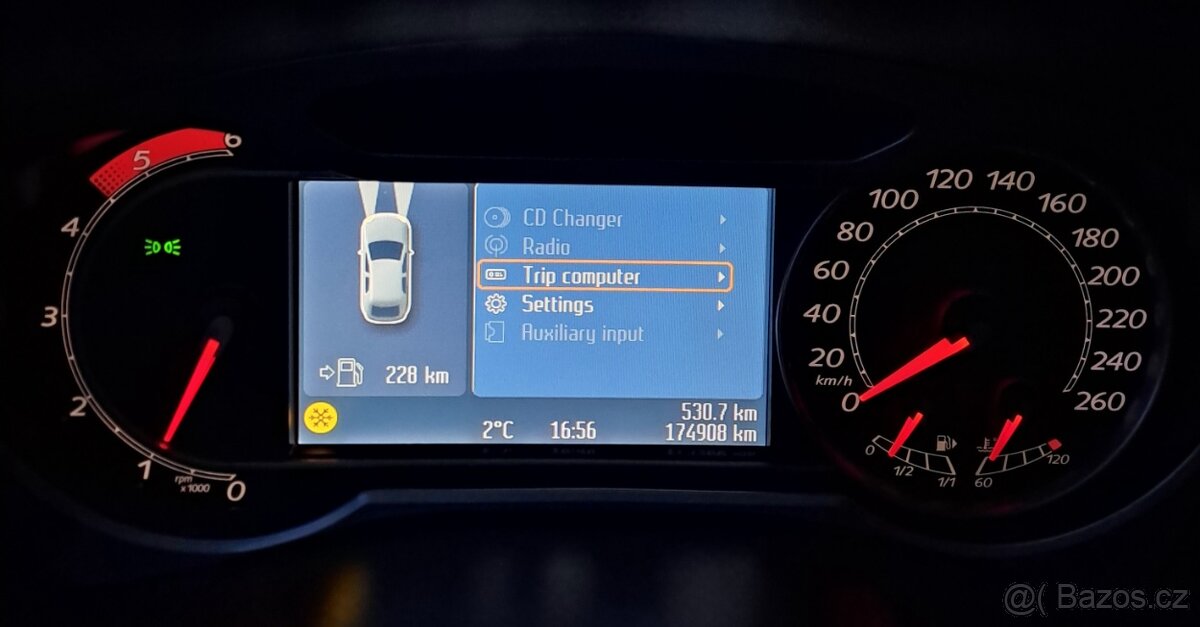 6
5
4
3
2
1
0
rpm
x1000
CD Changer
Radio
Trip computer
Settings
Auxiliary input
228 km
530.7 km
2°C 16:56 174908 km
0
20
40
60
80
100
120
140
160
180
200
220
240
260
km/h
0 1/2 1/1
60 120
@( Bazos.cz